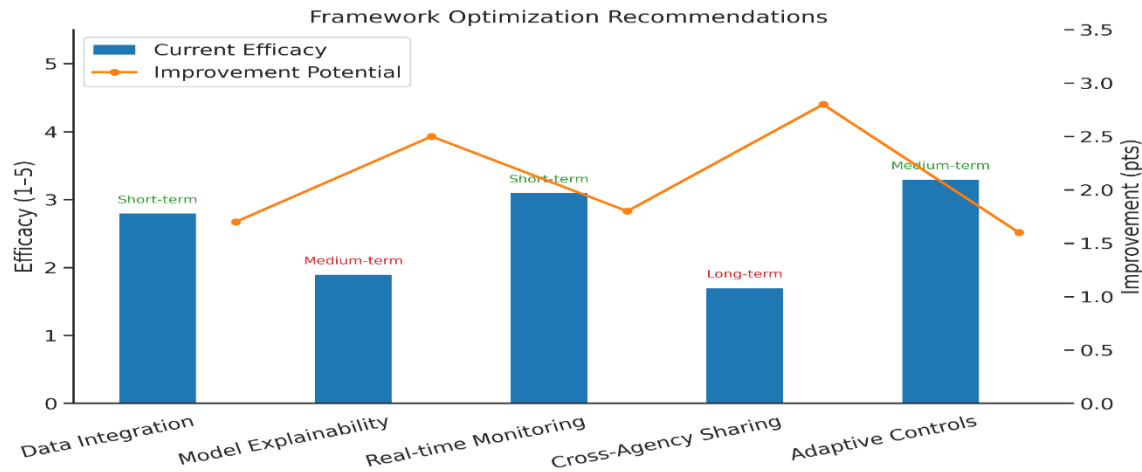 Framework Optimization Recommendations
Current Efficacy
Improvement Potential
Efficacy (1–5)
5
4
3
2
1
0
Short-term
Medium-term
Short-term
Long-term
Medium-term
3.5
3.0
2.5
2.0
1.5
1.0
0.5
0.0
Improvement (pts)
Data Integration
Model Explainability
Real-time Monitoring
Cross-Agency Sharing
Adaptive Controls